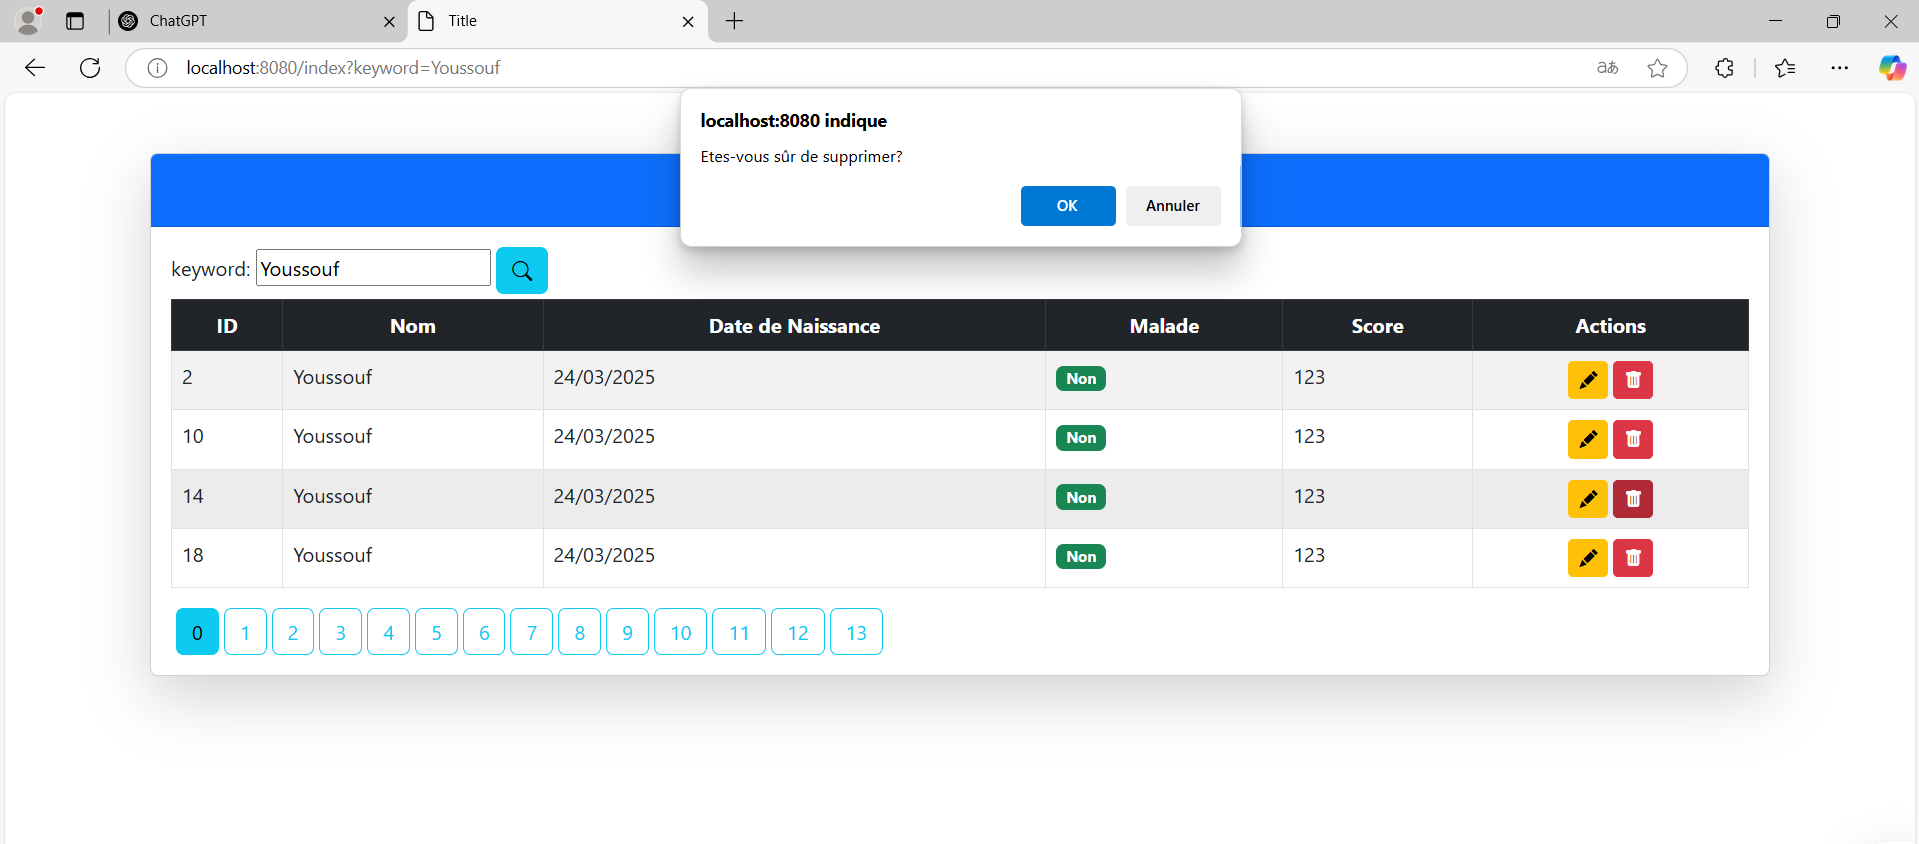 ChatGPT
Title
localhost:8080/index?keyword=Youssouf
aあ
localhost:8080 indique
Etes-vous sûr de supprimer?
OK
Annuler
keyword:
Youssouf
ID Nom Date de Naissance Malade Score Actions
2 Youssouf 24/03/2025 Non 123
10 Youssouf 24/03/2025 Non 123
14 Youssouf 24/03/2025 Non 123
18 Youssouf 24/03/2025 Non 123
0 1 2 3 4 5 6 7 8 9 10 11 12 13